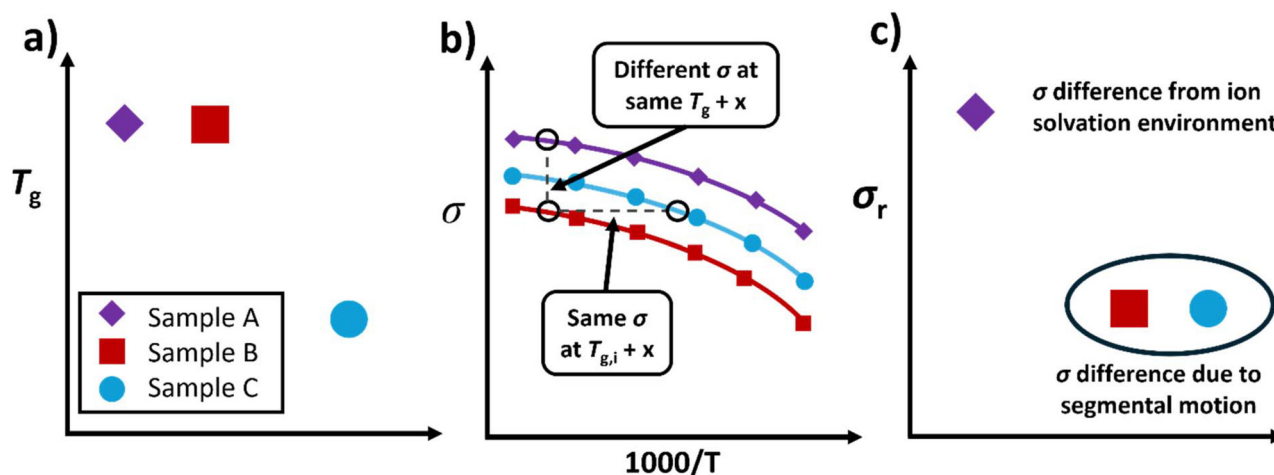 a)
T_g
Sample A
Sample B
Sample C
b)
Different σ at
same T_g + x
σ
Same σ
at T_g,i + x
1000/T
c)
σ difference from ion
solvation environment
σ_r
σ difference due to
segmental motion